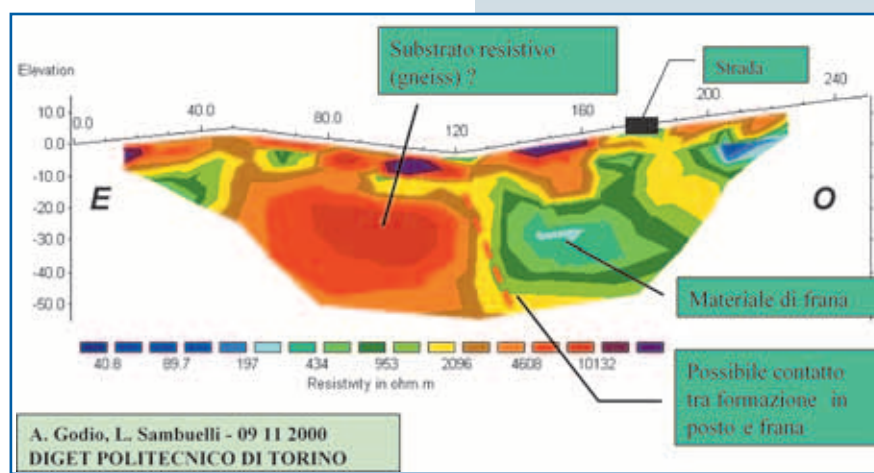 Substrato resistivo
(gneiss) ?
Strada
Elevation
0.0
40.0
80.0
120
160
200
240
10.0
0.0
-10.0
-20.0
-30.0
-40.0
-50.0
E
O
Materiale di frana
40.8 89.7 197 434 953 2096 4608 10132
Resistivity in ohm.m
Possibile contatto
tra formazione in
posto e frana
A. Godio, L. Sambuelli - 09 11 2000
DIGET POLITECNICO DI TORINO